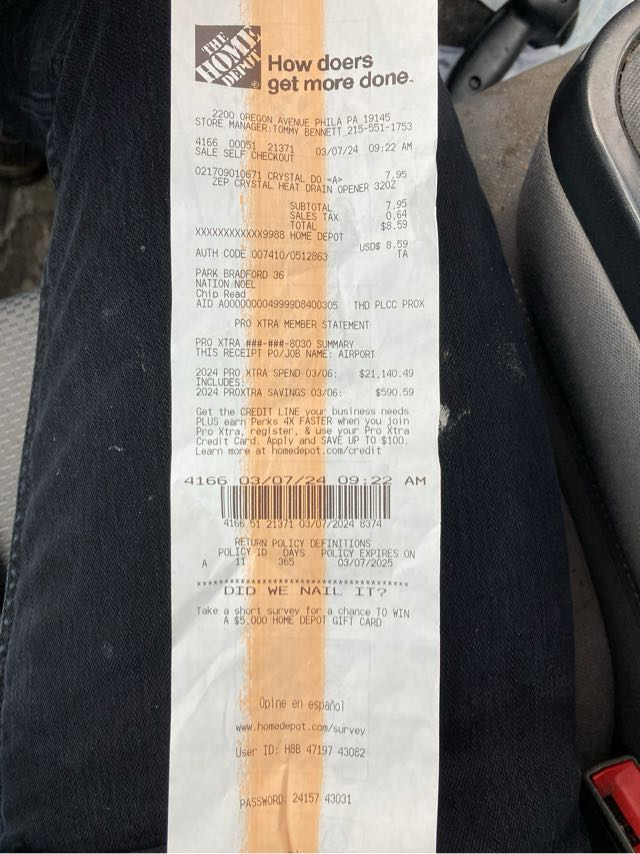 THE
HOME
DEPOT
How doers
get more done.
2200 OREGON AVENUE PHILA PA 19145
STORE MANAGER:TOMMY BENNETT 215-551-1753
4166 00051 21371 03/07/24 09:22 AM
SALE SELF CHECKOUT
021709010671 CRYSTAL DO <A> 7.95
ZEP CRYSTAL HEAT DRAIN OPENER 32OZ
SUBTOTAL 7.95
SALES TAX 0.64
TOTAL $8.59
XXXXXXXXXXXX9988 HOME DEPOT
USD$ 8.59
AUTH CODE 007410/0512863 TA
PARK BRADFORD 36
NATION NOEL
Chip Read
AID A0000000049999D8400305 THD PLCC PROX
PRO XTRA MEMBER STATEMENT
PRO XTRA ###-###-8030 SUMMARY
THIS RECEIPT PO/JOB NAME: AIRPORT
2024 PRO XTRA SPEND 03/06: $21,140.49
INCLUDES:
2024 PROXTRA SAVINGS 03/06: $590.59
Get the CREDIT LINE your business needs
PLUS earn Perks 4X FASTER when you join
Pro Xtra, register, & use your Pro Xtra
Credit Card. Apply and SAVE UP TO $100.
Learn more at homedepot.com/credit
4166 03/07/24 09:22 AM
4166 51 21371 03/07/2024 8374
RETURN POLICY DEFINITIONS
POLICY ID DAYS POLICY EXPIRES ON
A 11 365 03/07/2025
****************************************
DID WE NAIL IT?
Take a short survey for a chance TO WIN
A $5,000 HOME DEPOT GIFT CARD
Opine en español
www.homedepot.com/survey
User ID: H8B 47197 43082
PASSWORD: 24157 43031